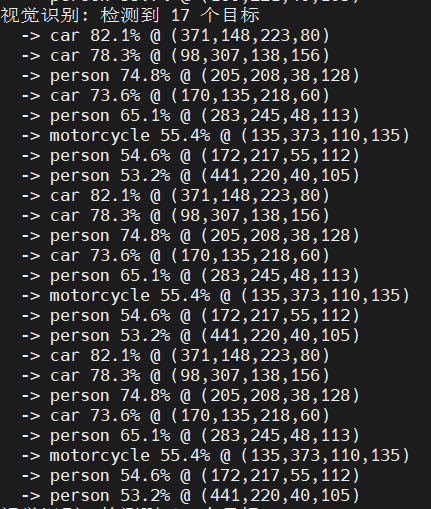 视觉识别: 检测到 17 个目标
-> car 82.1% @ (371,148,223,80)
-> car 78.3% @ (98,307,138,156)
-> person 74.8% @ (205,208,38,128)
-> car 73.6% @ (170,135,218,60)
-> person 65.1% @ (283,245,48,113)
-> motorcycle 55.4% @ (135,373,110,135)
-> person 54.6% @ (172,217,55,112)
-> person 53.2% @ (441,220,40,105)
-> car 82.1% @ (371,148,223,80)
-> car 78.3% @ (98,307,138,156)
-> person 74.8% @ (205,208,38,128)
-> car 73.6% @ (170,135,218,60)
-> person 65.1% @ (283,245,48,113)
-> motorcycle 55.4% @ (135,373,110,135)
-> person 54.6% @ (172,217,55,112)
-> person 53.2% @ (441,220,40,105)
-> car 82.1% @ (371,148,223,80)
-> car 78.3% @ (98,307,138,156)
-> person 74.8% @ (205,208,38,128)
-> car 73.6% @ (170,135,218,60)
-> person 65.1% @ (283,245,48,113)
-> motorcycle 55.4% @ (135,373,110,135)
-> person 54.6% @ (172,217,55,112)
-> person 53.2% @ (441,220,40,105)